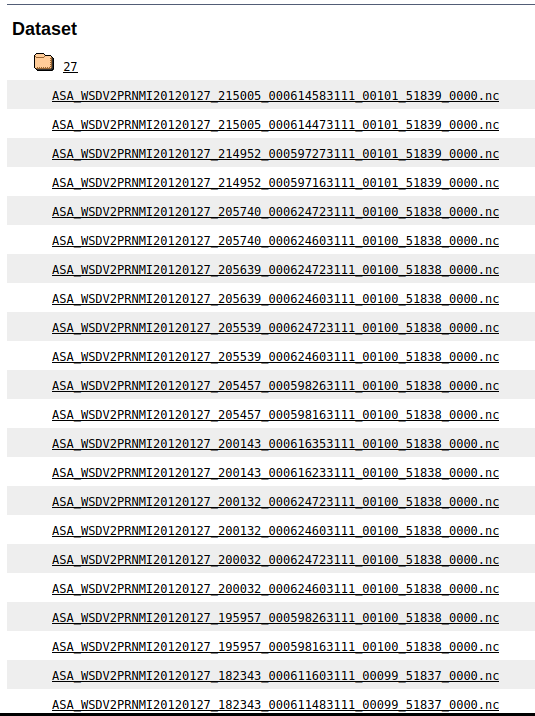 Dataset
27
ASA_WSDV2PRNMI20120127_215005_000614583111_00101_51839_0000.nc
ASA_WSDV2PRNMI20120127_215005_000614473111_00101_51839_0000.nc
ASA_WSDV2PRNMI20120127_214952_000597273111_00101_51839_0000.nc
ASA_WSDV2PRNMI20120127_214952_000597163111_00101_51839_0000.nc
ASA_WSDV2PRNMI20120127_205740_000624723111_00100_51838_0000.nc
ASA_WSDV2PRNMI20120127_205740_000624603111_00100_51838_0000.nc
ASA_WSDV2PRNMI20120127_205639_000624723111_00100_51838_0000.nc
ASA_WSDV2PRNMI20120127_205639_000624603111_00100_51838_0000.nc
ASA_WSDV2PRNMI20120127_205539_000624723111_00100_51838_0000.nc
ASA_WSDV2PRNMI20120127_205539_000624603111_00100_51838_0000.nc
ASA_WSDV2PRNMI20120127_205457_000598263111_00100_51838_0000.nc
ASA_WSDV2PRNMI20120127_205457_000598163111_00100_51838_0000.nc
ASA_WSDV2PRNMI20120127_200143_000616353111_00100_51838_0000.nc
ASA_WSDV2PRNMI20120127_200143_000616233111_00100_51838_0000.nc
ASA_WSDV2PRNMI20120127_200132_000624723111_00100_51838_0000.nc
ASA_WSDV2PRNMI20120127_200132_000624603111_00100_51838_0000.nc
ASA_WSDV2PRNMI20120127_200032_000624723111_00100_51838_0000.nc
ASA_WSDV2PRNMI20120127_200032_000624603111_00100_51838_0000.nc
ASA_WSDV2PRNMI20120127_195957_000598263111_00100_51838_0000.nc
ASA_WSDV2PRNMI20120127_195957_000598163111_00100_51838_0000.nc
ASA_WSDV2PRNMI20120127_182343_000611603111_00099_51837_0000.nc
ASA_WSDV2PRNMI20120127_182343_000611483111_00099_51837_0000.nc